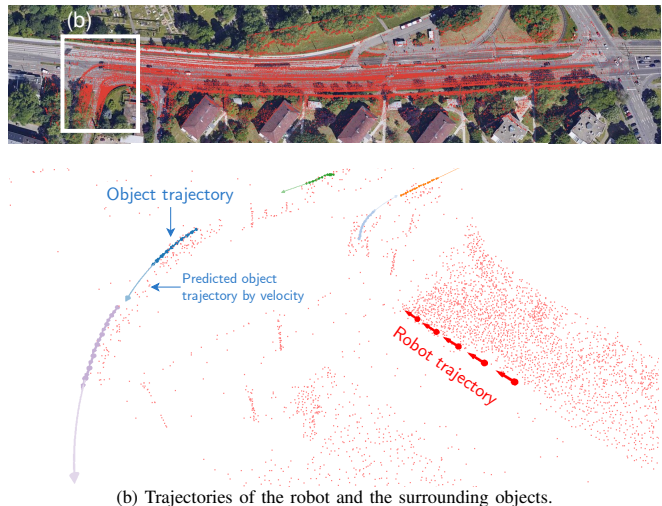 (b)
Object trajectory
Predicted object
trajectory by velocity
Robot trajectory
(b) Trajectories of the robot and the surrounding objects.